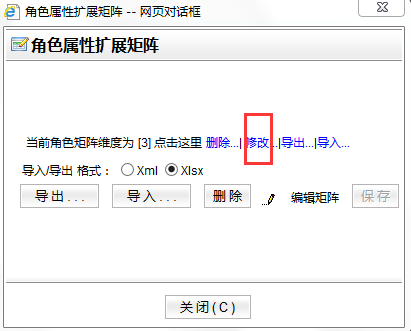 角色属性扩展矩阵 -- 网页对话框
角色属性扩展矩阵
当前角色矩阵维度为 [3] 点击这里 删除...| 修改...|导出...|导入...
导入/导出 格式： Xml Xlsx
导出... 导入... 删除 编辑矩阵 保存
关闭(C)